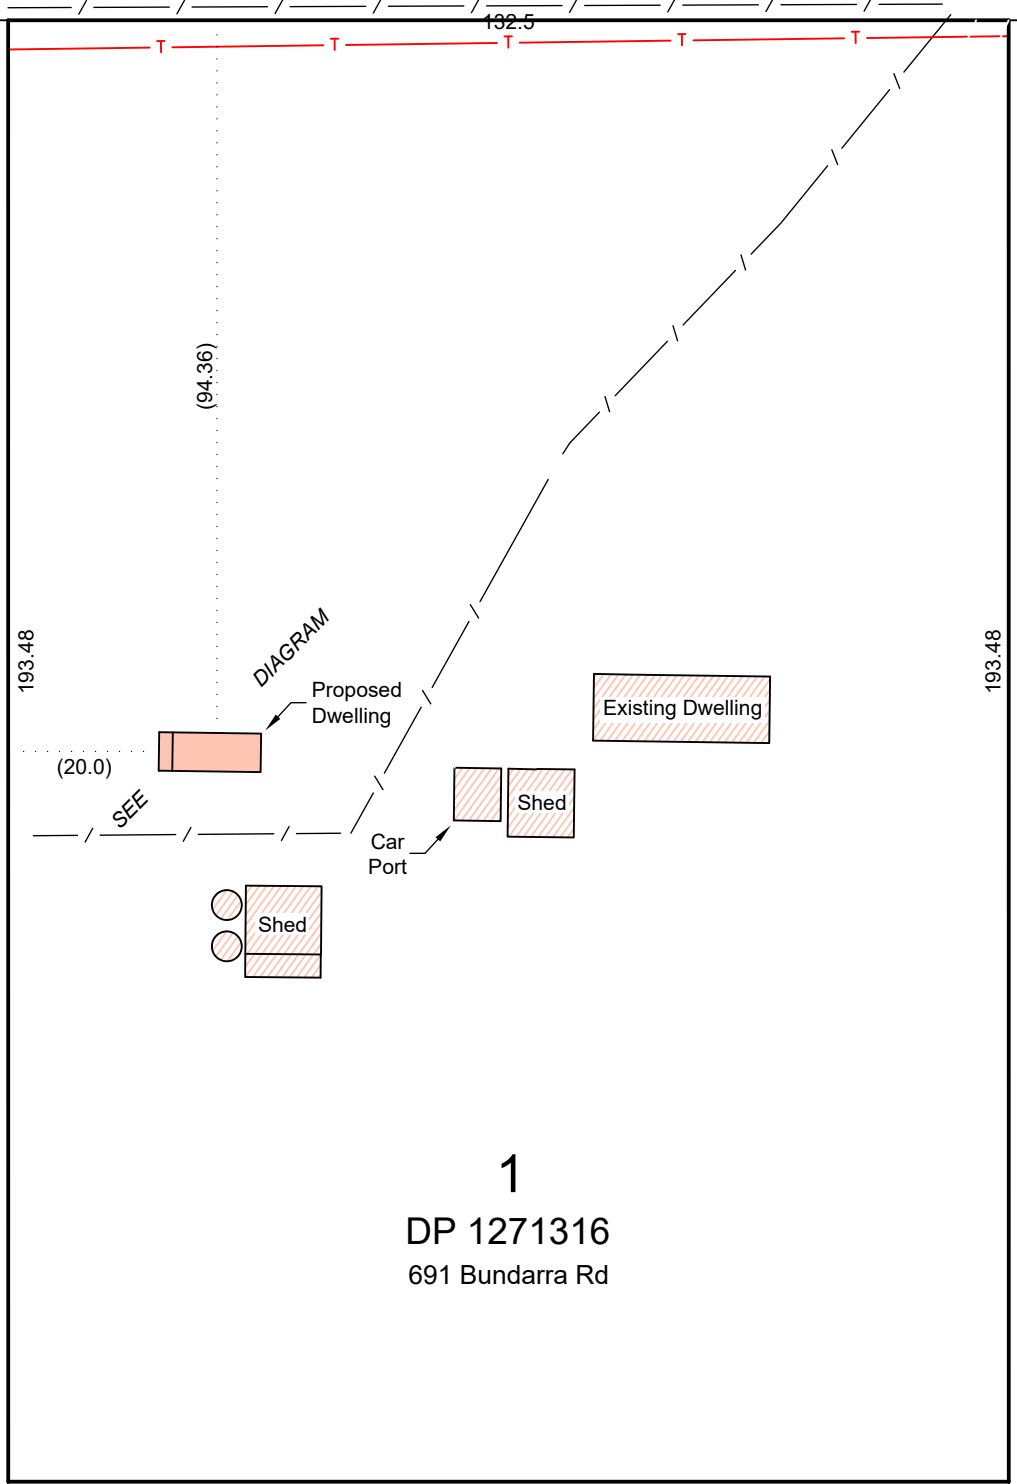 132.5
T T T T T
(94.36)
193.48
193.48
DIAGRAM
Proposed
Dwelling
Existing Dwelling
(20.0)
SEE
Shed
Car
Port
Shed
1
DP 1271316
691 Bundarra Rd